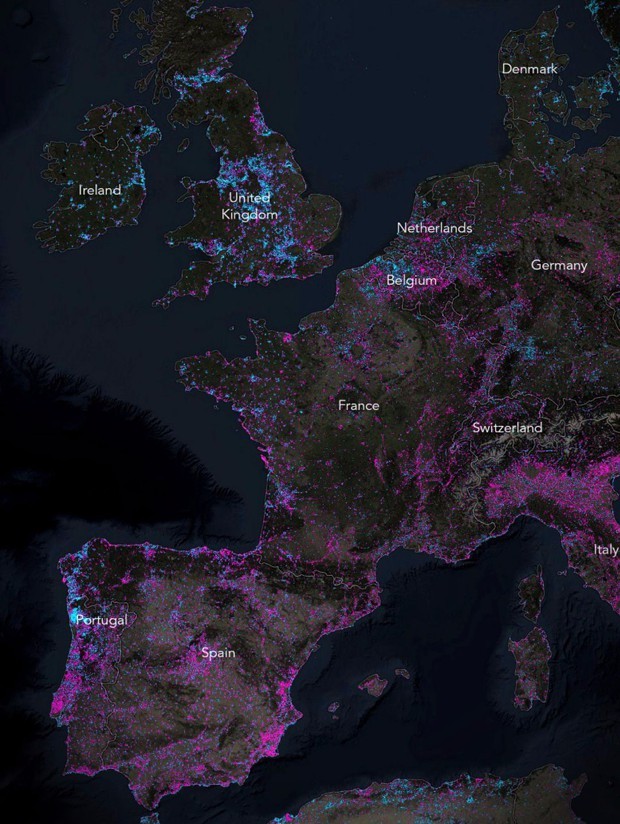 Denmark
Ireland
United
Kingdom
Netherlands
Germany
Belgium
France
Switzerland
Italy
Portugal
Spain